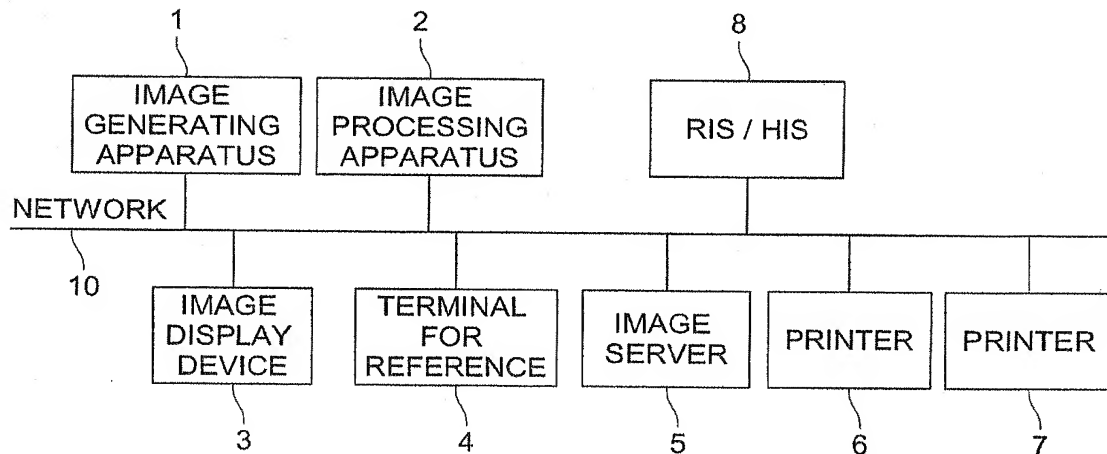 1
2
8
IMAGE
GENERATING
APPARATUS
IMAGE
PROCESSING
APPARATUS
RIS / HIS
NETWORK
10
IMAGE
DISPLAY
DEVICE
TERMINAL
FOR
REFERENCE
IMAGE
SERVER
PRINTER
PRINTER
3
4
5
6
7